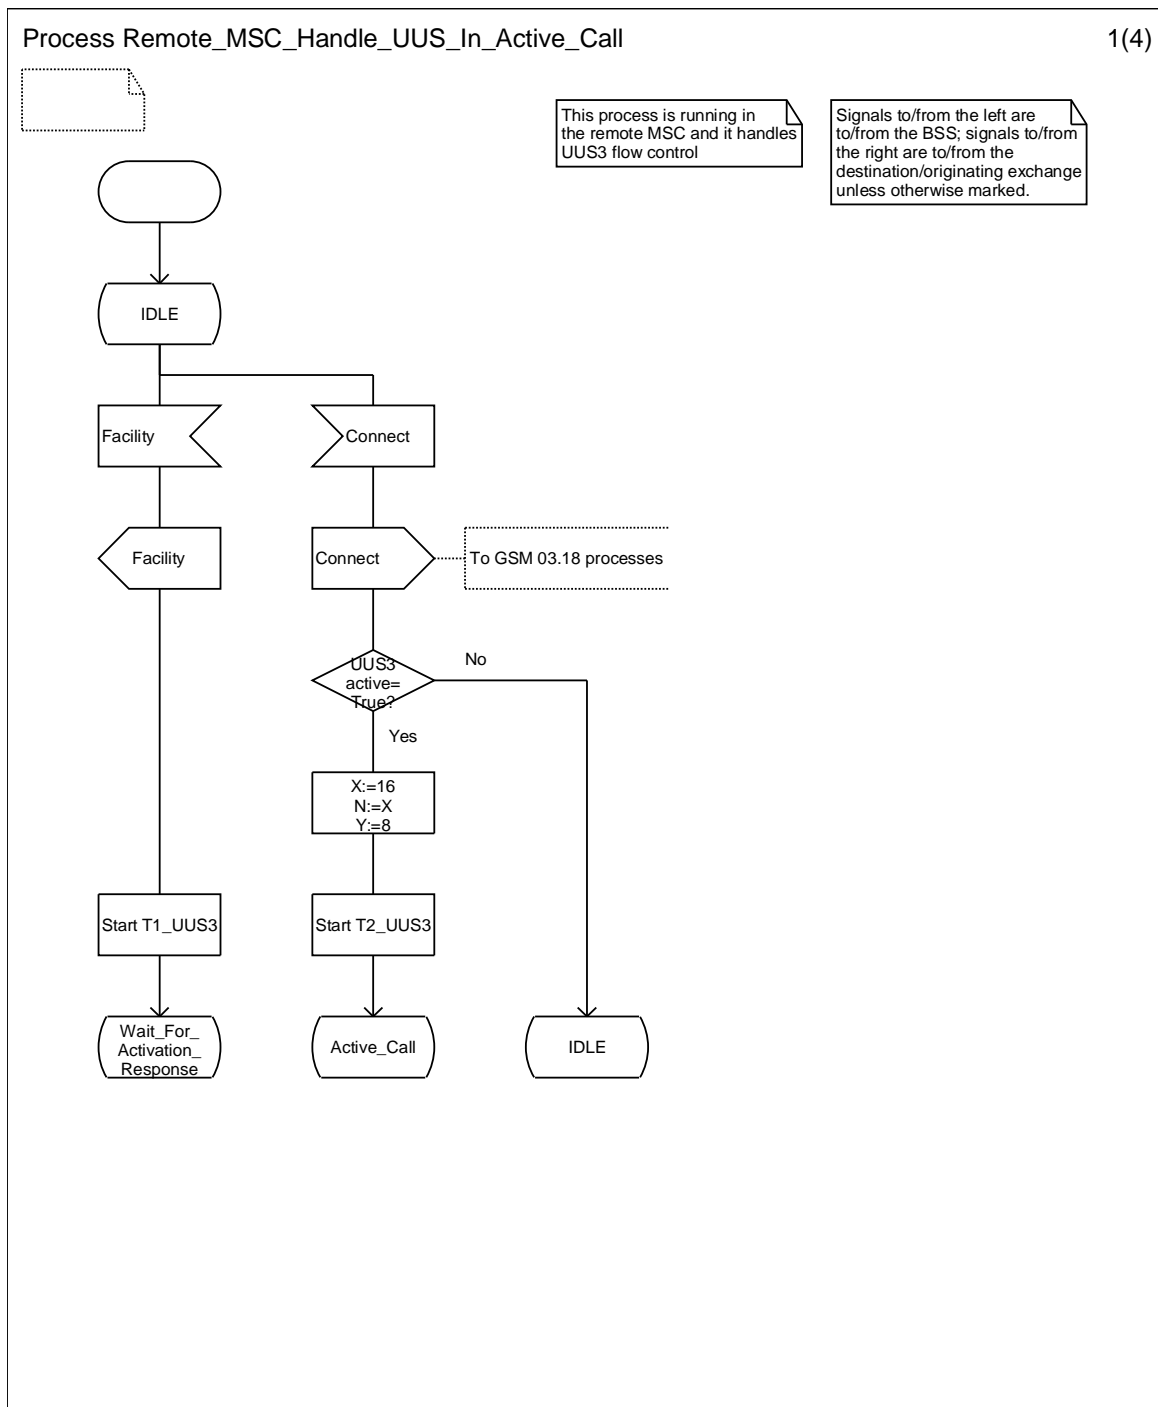 Process Remote_MSC_Handle_UUS_In_Active_Call
1(4)
This process is running in
the remote MSC and it handles
UUS3 flow control
Signals to/from the left are
to/from the BSS; signals to/from
the right are to/from the
destination/originating exchange
unless otherwise marked.
IDLE
Facility
Connect
Facility
Connect
To GSM 03.18 processes
UUS3
active=
True?
No
Yes
X:=16
N:=X
Y:=8
Start T1_UUS3
Start T2_UUS3
Wait_For_
Activation_
Response
Active_Call
IDLE